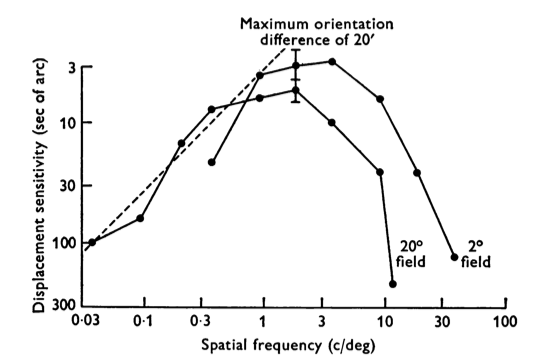 Maximum orientation
difference of 20′
Displacement sensitivity (sec of arc)
3
10
30
100
300
20° field
2° field
0·03 0·1 0·3 1 3 10 30 100
Spatial frequency (c/deg)